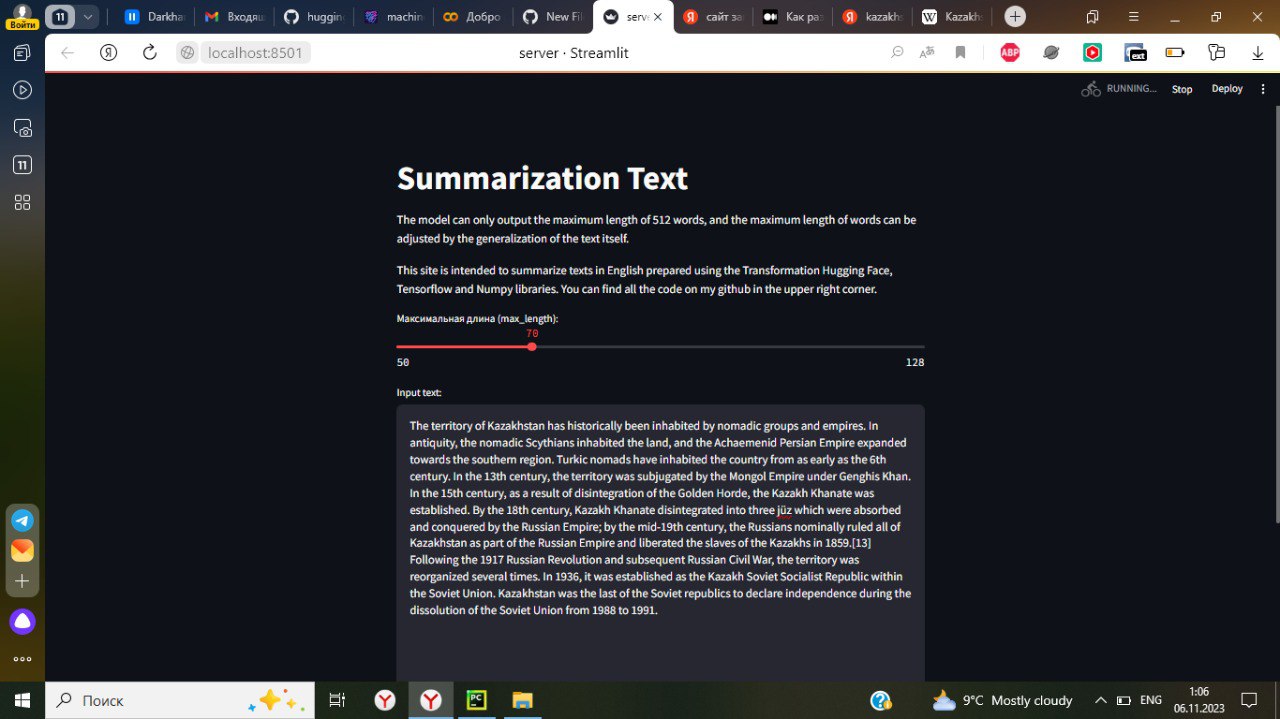 Войти
11
Darkha
Входящ
hugginc
machin
Добро
New Fil
serv
сайт за
Как раз
kazakhs
Kazakhs
localhost:8501
server · Streamlit
ABP
ext
RUNNING...
Stop
Deploy
11
Summarization Text
The model can only output the maximum length of 512 words, and the maximum length of words can be
adjusted by the generalization of the text itself.
This site is intended to summarize texts in English prepared using the Transformation Hugging Face,
Tensorflow and Numpy libraries. You can find all the code on my github in the upper right corner.
Максимальная длина (max_length):
70
50
128
Input text:
The territory of Kazakhstan has historically been inhabited by nomadic groups and empires. In
antiquity, the nomadic Scythians inhabited the land, and the Achaemenid Persian Empire expanded
towards the southern region. Turkic nomads have inhabited the country from as early as the 6th
century. In the 13th century, the territory was subjugated by the Mongol Empire under Genghis Khan.
In the 15th century, as a result of disintegration of the Golden Horde, the Kazakh Khanate was
established. By the 18th century, Kazakh Khanate disintegrated into three jüz which were absorbed
and conquered by the Russian Empire; by the mid-19th century, the Russians nominally ruled all of
Kazakhstan as part of the Russian Empire and liberated the slaves of the Kazakhs in 1859.[13]
Following the 1917 Russian Revolution and subsequent Russian Civil War, the territory was
reorganized several times. In 1936, it was established as the Kazakh Soviet Socialist Republic within
the Soviet Union. Kazakhstan was the last of the Soviet republics to declare independence during the
dissolution of the Soviet Union from 1988 to 1991.
Поиск
PC
9°C Mostly cloudy
ENG
1:06
06.11.2023